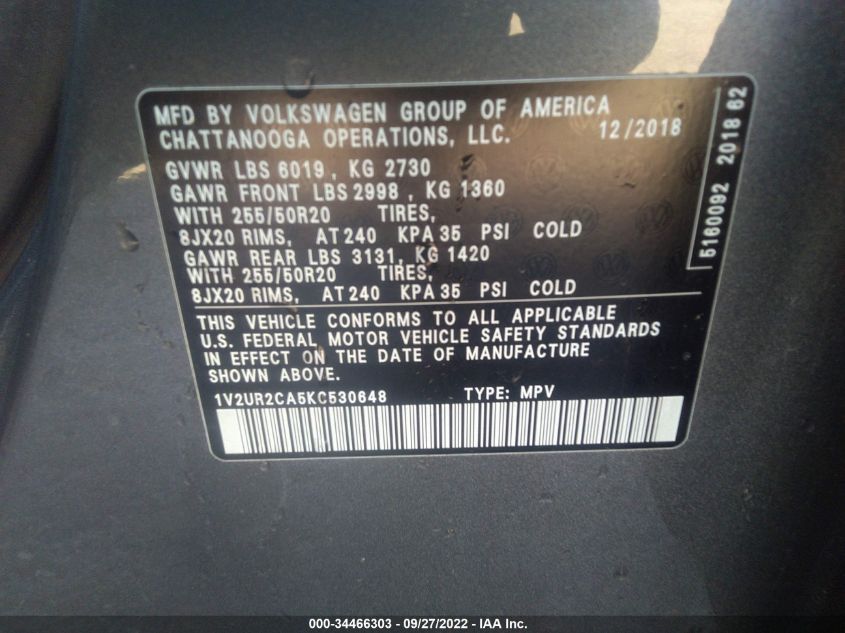 MFD BY VOLKSWAGEN GROUP OF AMERICA
CHATTANOOGA OPERATIONS, LLC. 12/2018
GVWR LBS 6019, KG 2730
GAWR FRONT LBS 2998, KG 1360
WITH 255/50R20 TIRES,
8JX20 RIMS, AT 240 KPA 35 PSI COLD
GAWR REAR LBS 3131, KG 1420
WITH 255/50R20 TIRES,
8JX20 RIMS, AT 240 KPA 35 PSI COLD
THIS VEHICLE CONFORMS TO ALL APPLICABLE
U.S. FEDERAL MOTOR VEHICLE SAFETY STANDARDS
IN EFFECT ON THE DATE OF MANUFACTURE
SHOWN ABOVE.
1V2UR2CA5KC530648 TYPE: MPV
5160092 2018 62
000-34466303 - 09/27/2022 - IAA Inc.